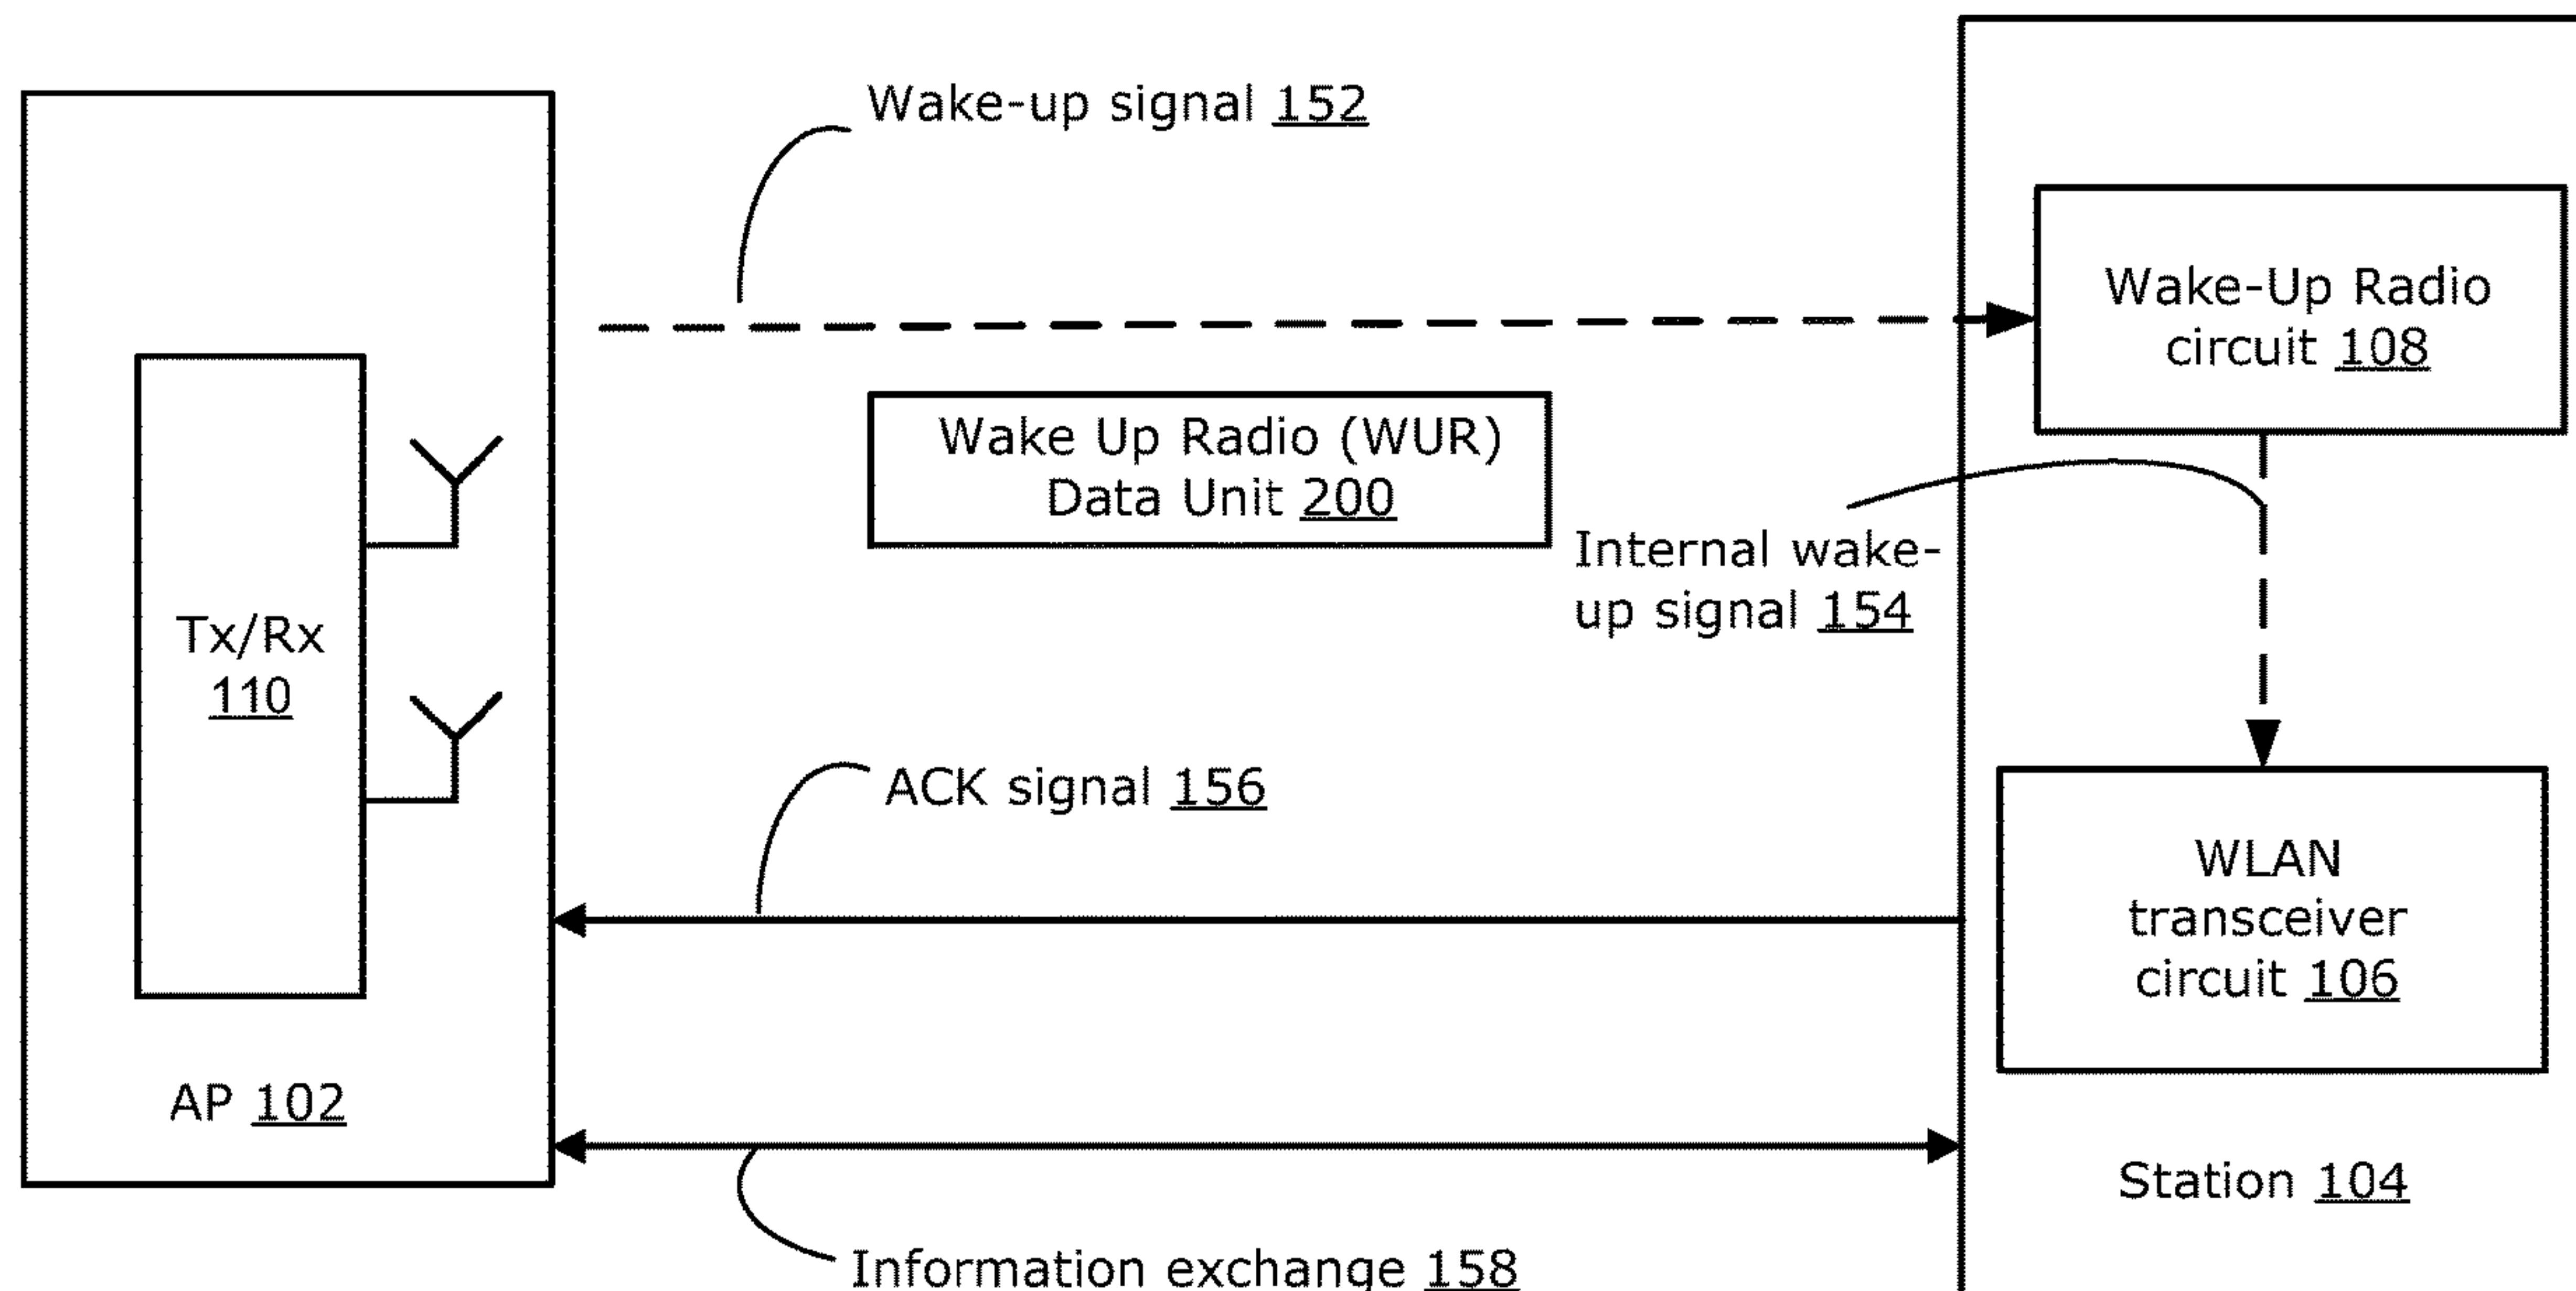 Wake-up signal 152
Wake-Up Radio
circuit 108
Wake Up Radio (WUR)
Data Unit 200
Internal wake-
up signal 154
Tx/Rx
110
ACK signal 156
WLAN
transceiver
circuit 106
AP 102
Station 104
Information exchange 158